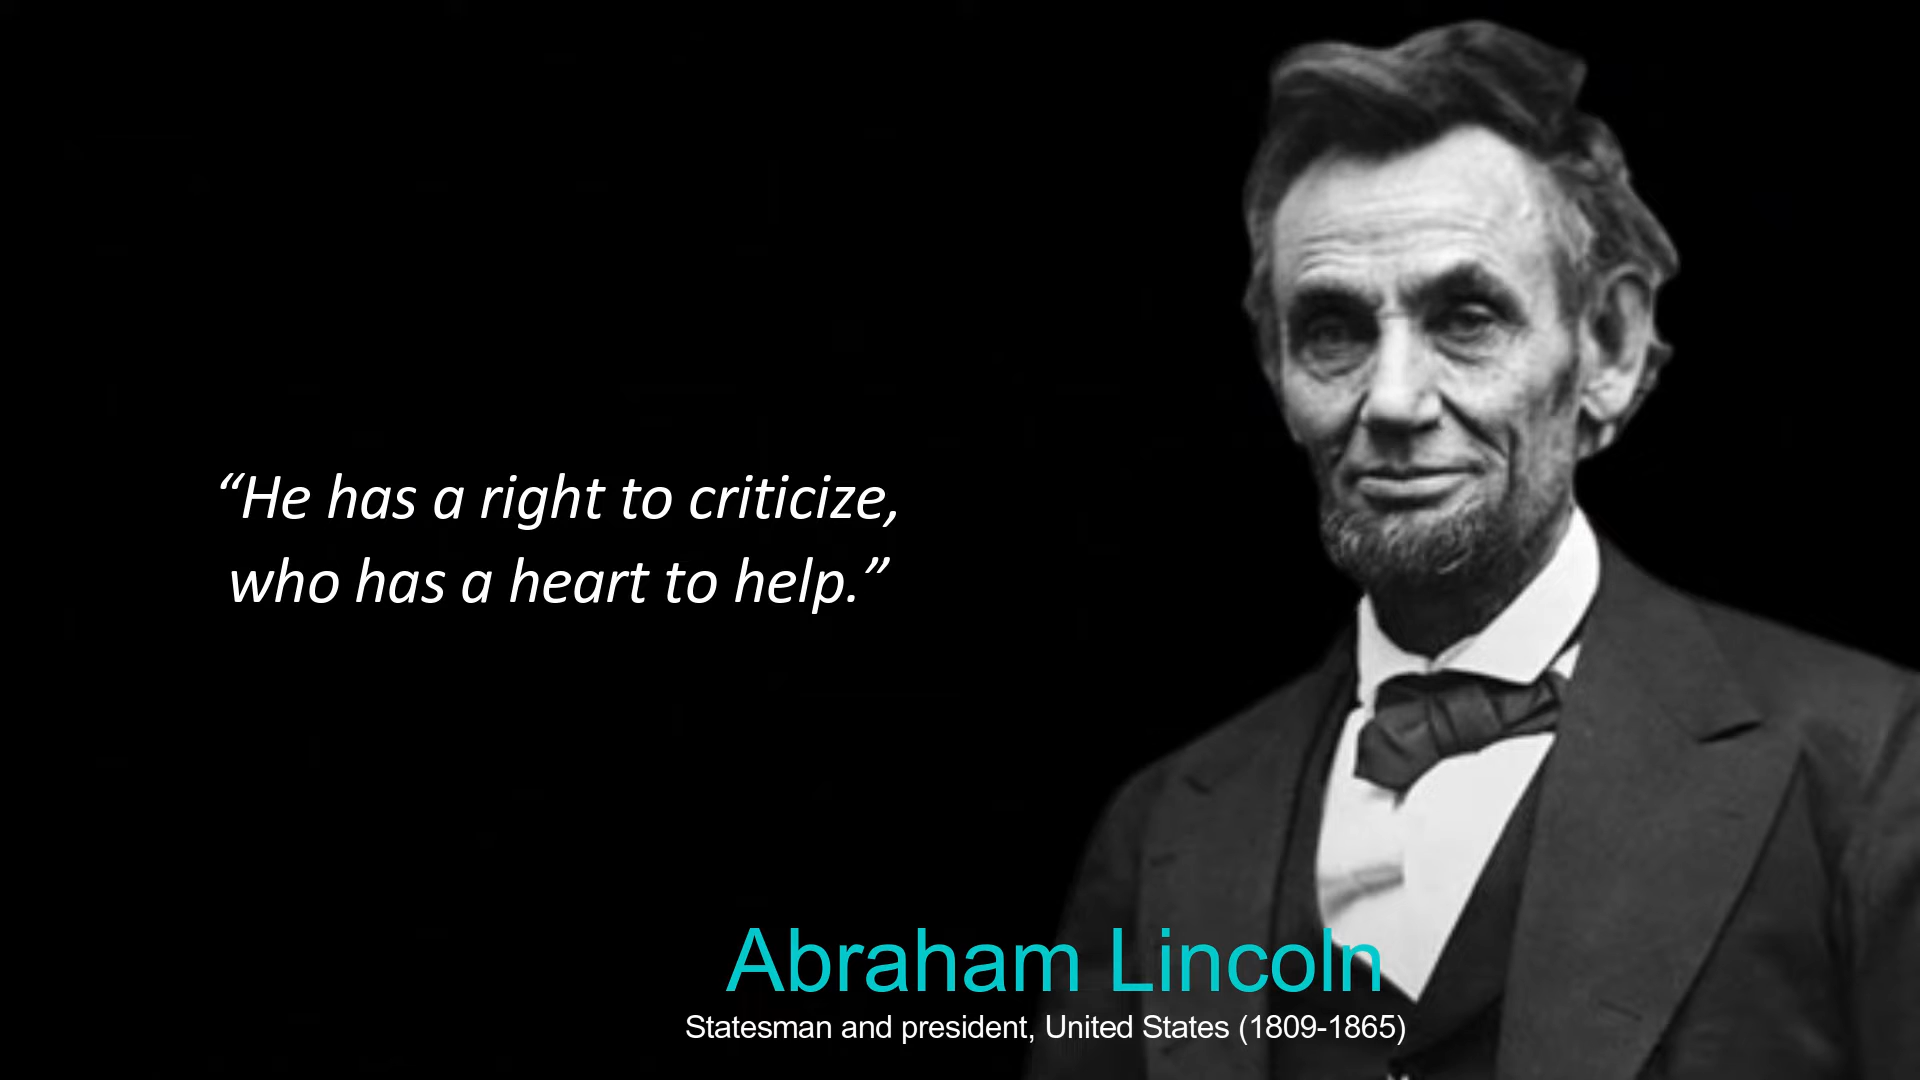 “He has a right to criticize,
who has a heart to help.”
Abraham Lincoln
Statesman and president, United States (1809-1865)